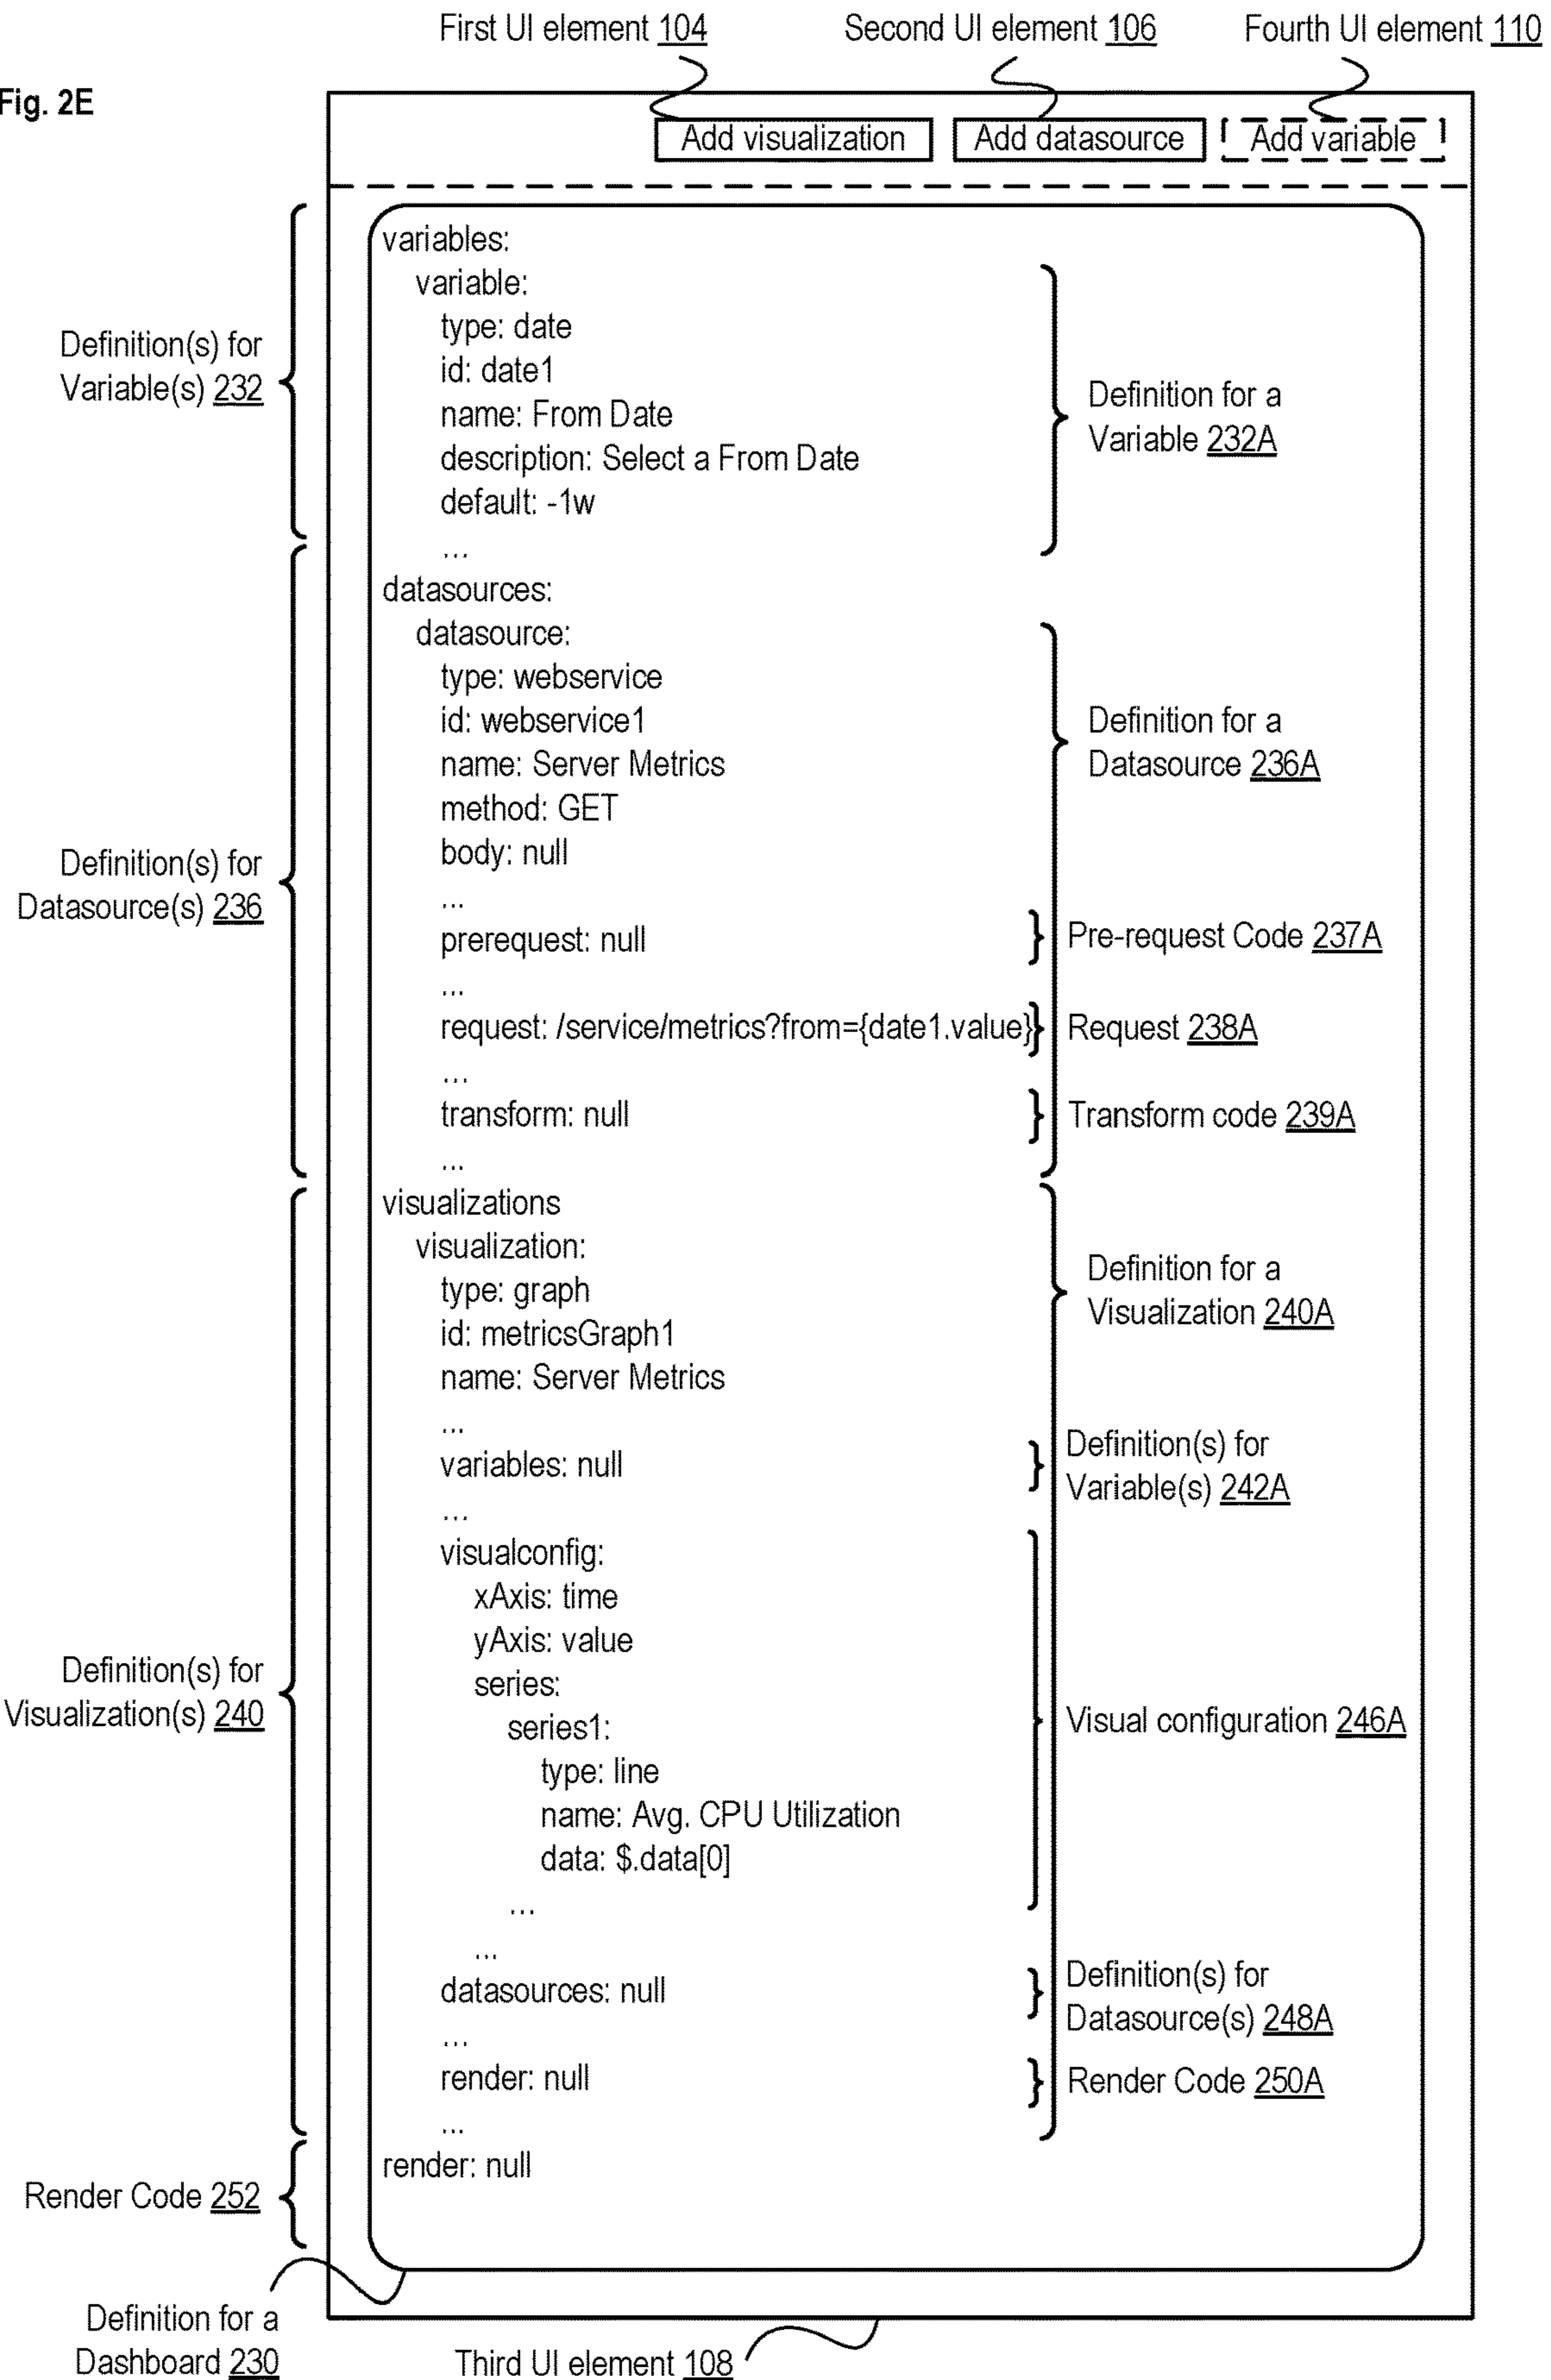 First UI element 104
Second UI element 106
Fourth UI element 110
Fig. 2E
Add visualization
Add datasource
Add variable
variables:
variable:
type: date
id: date1
name: From Date
description: Select a From Date
default: -1w
...
Definition(s) for
Variable(s) 232
Definition for a
Variable 232A
datasources:
datasource:
type: webservice
id: webservice1
name: Server Metrics
method: GET
body: null
...
prerequest: null
...
request: /service/metrics?from={date1.value}
...
transform: null
...
Definition(s) for
Datasource(s) 236
Definition for a
Datasource 236A
Pre-request Code 237A
Request 238A
Transform code 239A
visualizations
visualization:
type: graph
id: metricsGraph1
name: Server Metrics
...
variables: null
...
visualconfig:
xAxis: time
yAxis: value
series:
series1:
type: line
name: Avg. CPU Utilization
data: $.data[0]
...
...
datasources: null
...
render: null
...
Definition(s) for
Visualization(s) 240
Definition for a
Visualization 240A
Definition(s) for
Variable(s) 242A
Visual configuration 246A
Definition(s) for
Datasource(s) 248A
Render Code 250A
render: null
Render Code 252
Definition for a
Dashboard 230
Third UI element 108